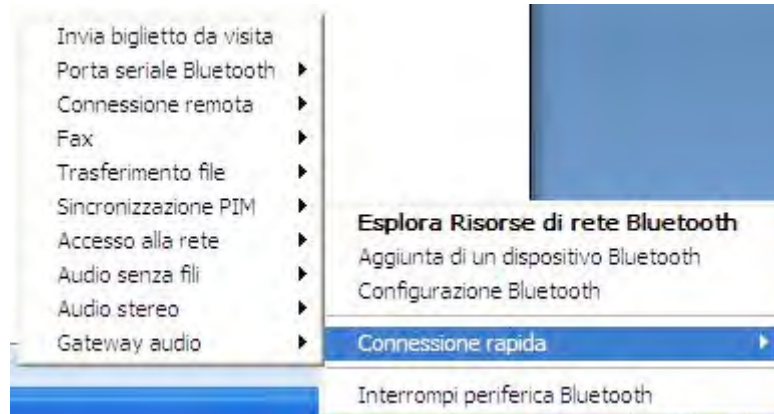 Invia biglietto da visita
Porta seriale Bluetooth
Connessione remota
Fax
Trasferimento file
Sincronizzazione PIM
Accesso alla rete
Audio senza fili
Audio stereo
Gateway audio
Esplora Risorse di rete Bluetooth
Aggiunta di un dispositivo Bluetooth
Configurazione Bluetooth
Connessione rapida
Interrompi periferica Bluetooth